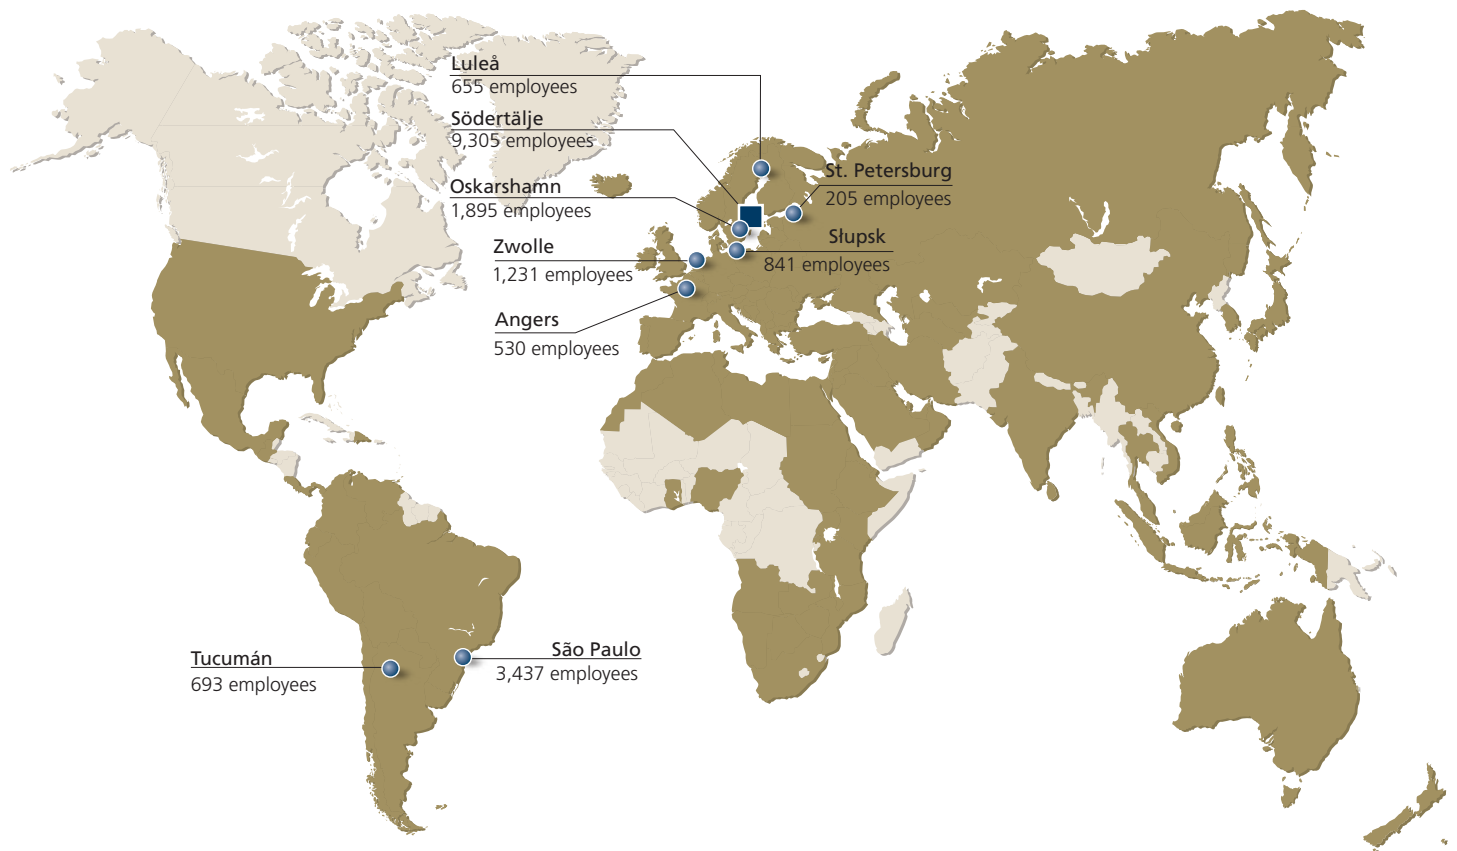 Luleå
655 employees
Södertälje
9,305 employees
Oskarshamn
1,895 employees
Zwolle
1,231 employees
Angers
530 employees
St. Petersburg
205 employees
Słupsk
841 employees
Tucumán
693 employees
São Paulo
3,437 employees